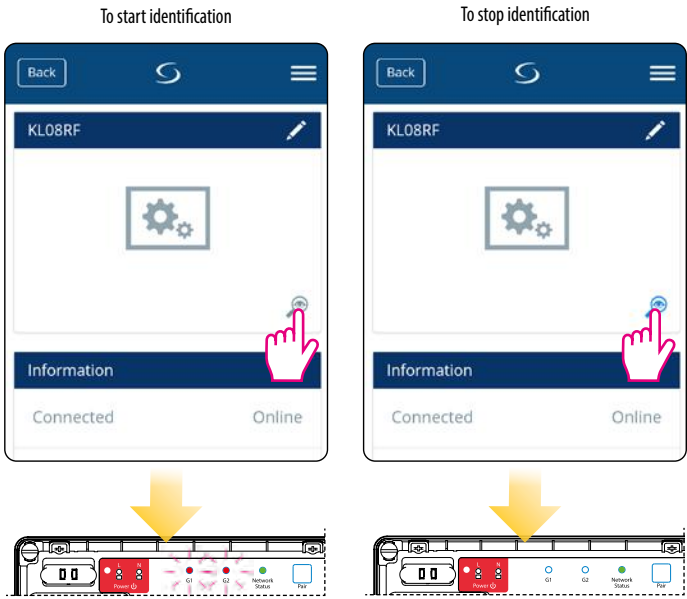 To start identification
Back
KL08RF
Information
Connected Online
L N
Power
G1 G2 Network
Status
Pair
To stop identification
Back
KL08RF
Information
Connected Online
L N
Power
G1 G2 Network
Status
Pair